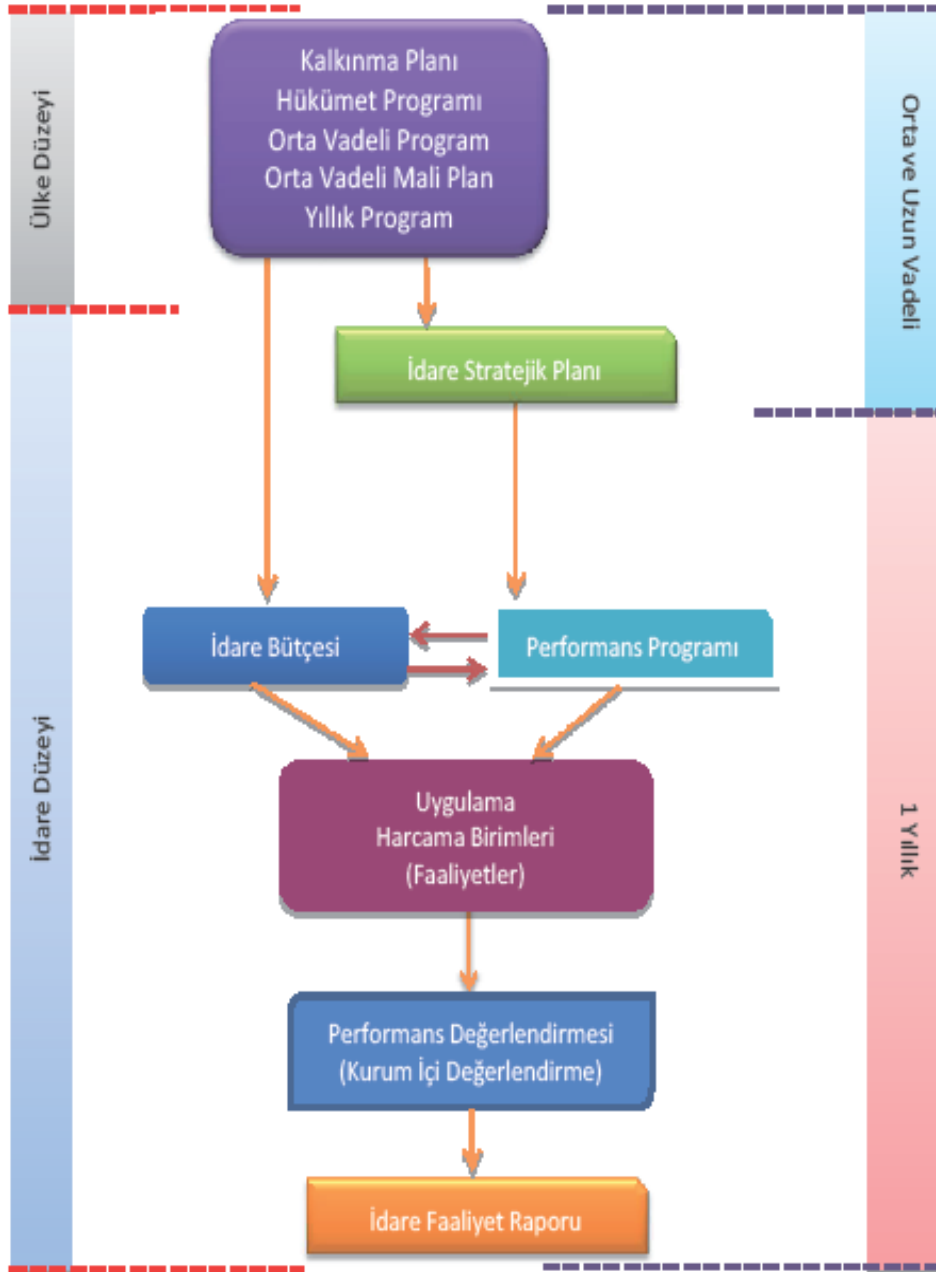 Ülke Düzeyi
Kalkınma Planı
Hükümet Programı
Orta Vadeli Program
Orta Vadeli Mali Plan
Yıllık Program
Orta ve Uzun Vadeli
İdare Stratejik Planı
İdare Düzeyi
İdare Bütçesi
Performans Programı
1 Yıllık
Uygulama
Harcama Birimleri
(Faaliyetler)
Performans Değerlendirmesi
(Kurum İçi Değerlendirme)
İdare Faaliyet Raporu